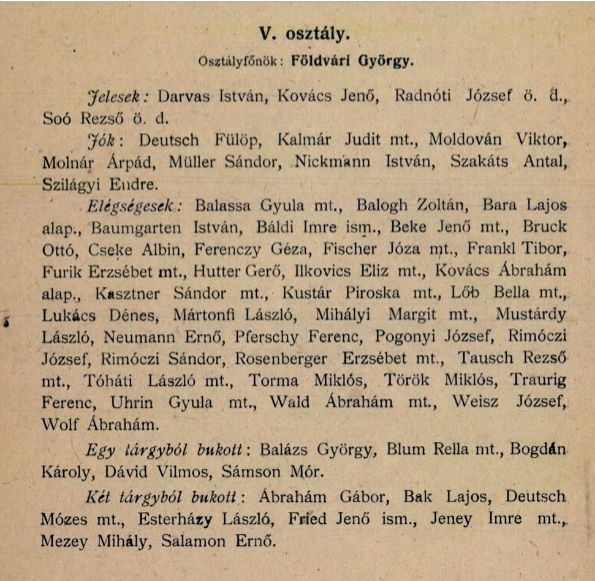 V. osztály.
Osztályfőnök: Földvári György.
Jelesek: Darvas István, Kovács Jenő, Radnóti József ö. d.,
Soó Rezső ö. d.
Jók: Deutsch Fülöp, Kalmár Judit mt., Moldován Viktor,
Molnár Árpád, Müller Sándor, Nickmann István, Szakáts Antal,
Szilágyi Endre.
Elégségesek: Balassa Gyula mt., Balogh Zoltán, Bara Lajos
alap., Baumgarten István, Báldi Imre ism., Beke Jenő mt., Bruck
Ottó, Cseke Albin, Ferenczy Géza, Fischer Józa mt., Frankl Tibor,
Furik Erzsébet mt., Hutter Gerő, Ilkovics Eliz mt., Kovács Ábrahám
alap., Kasztner Sándor mt., Kustár Piroska mt., Lőb Bella mt.,
Lukács Dénes, Mártonfi László, Mihályi Margit mt., Mustárdy
László, Neumann Ernő, Pferschy Ferenc, Pogonyi József, Rimóczi
József, Rimóczi Sándor, Rosenberger Erzsébet mt., Tausch Rezső
mt., Tóháti László mt., Torma Miklós, Török Miklós, Traurig
Ferenc, Uhrin Gyula mt., Wald Ábrahám mt., Weisz József,
Wolf Ábrahám.
Egy tárgyból bukott: Balázs György, Blum Rella mt., Bogdán
Károly, Dávid Vilmos, Sámson Mór.
Két tárgyból bukott: Ábrahám Gábor, Bak Lajos, Deutsch
Mózes mt., Esterházy László, Fried Jenő ism., Jeney Imre mt.,
Mezey Mihály, Salamon Ernő.